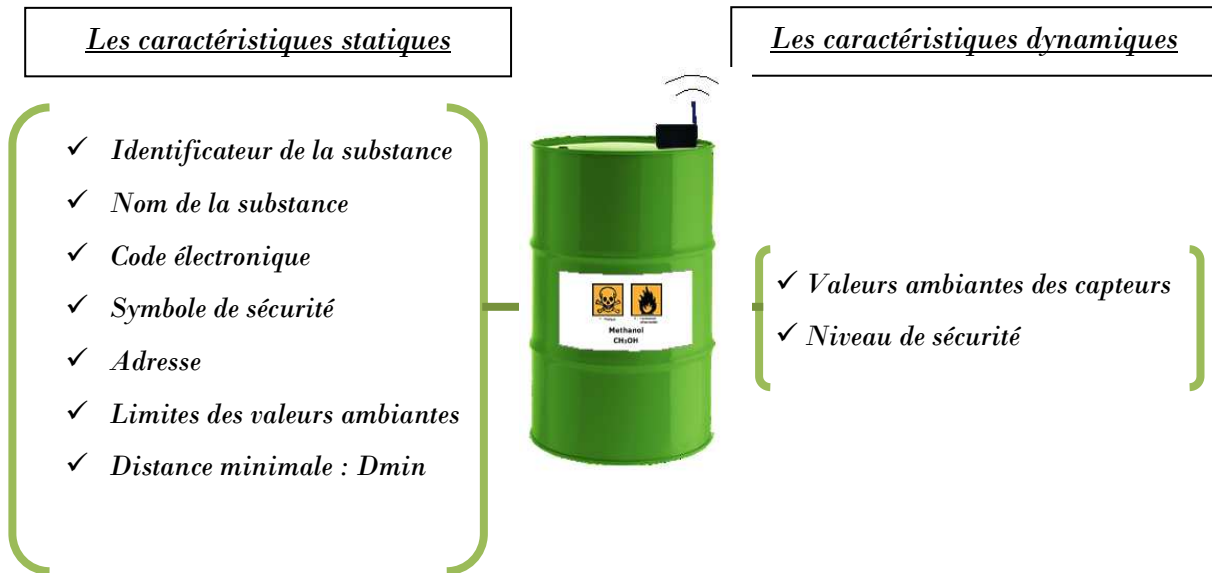 Les caractéristiques statiques
Les caractéristiques dynamiques
✓ Identificateur de la substance
✓ Nom de la substance
✓ Code électronique
✓ Symbole de sécurité
✓ Adresse
✓ Limites des valeurs ambiantes
✓ Distance minimale : Dmin
Methanol
CH₃OH
✓ Valeurs ambiantes des capteurs
✓ Niveau de sécurité